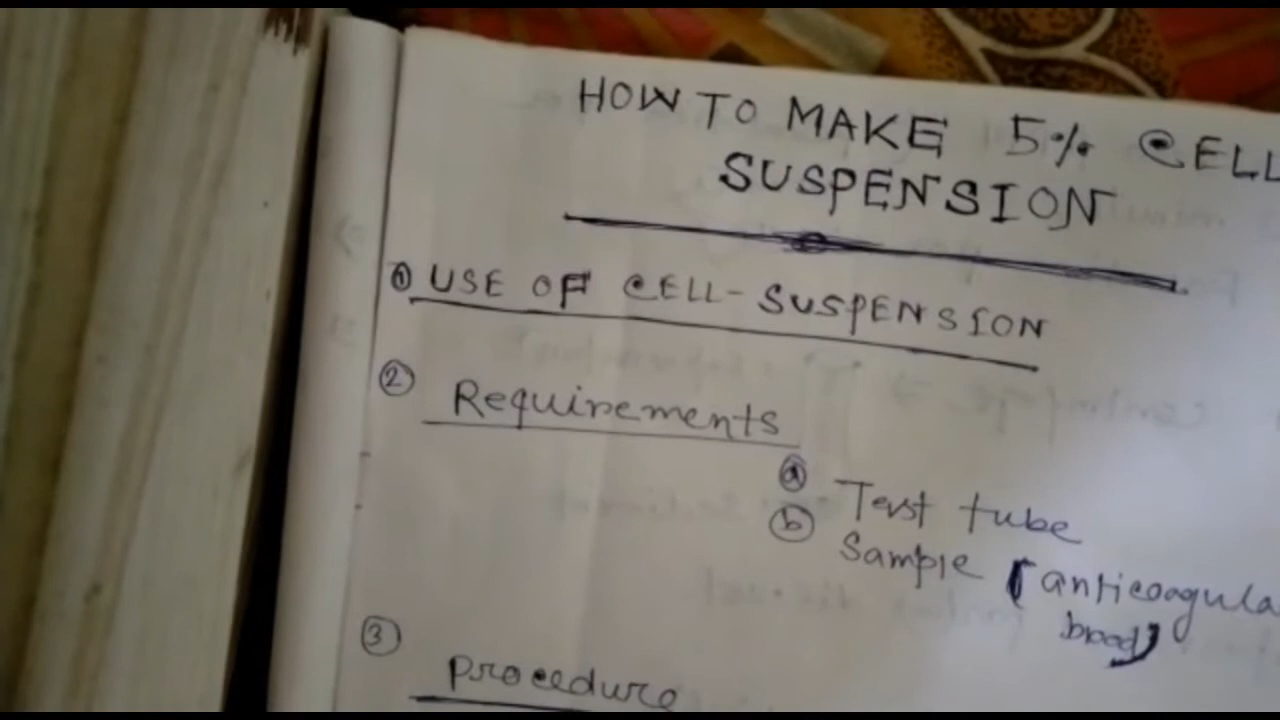 HOW TO MAKE 5% CELL
SUSPENSION
① USE OF CELL-SUSPENSION
② Requirements
ⓐ Test tube
ⓑ Sample (anticoagula
blood)
③ procedure